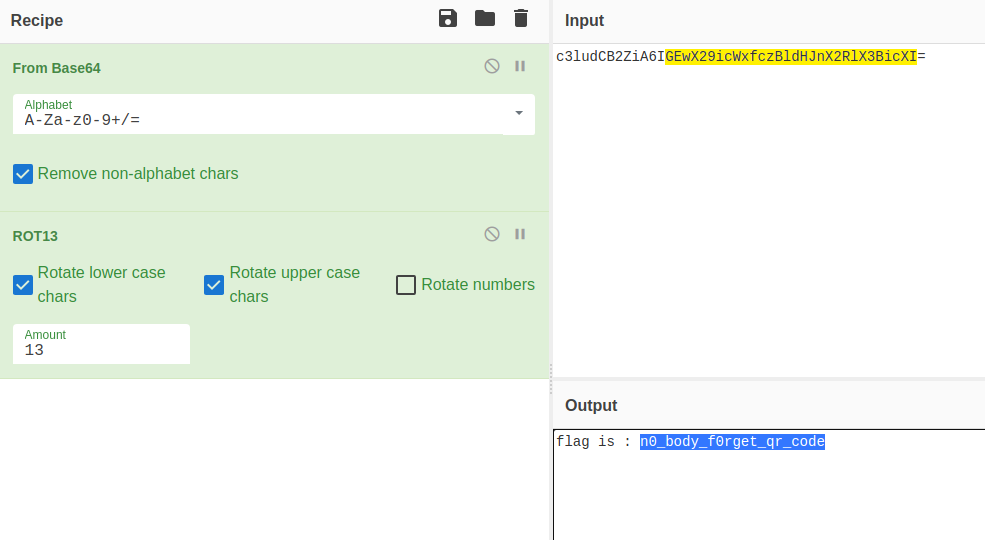 Recipe
From Base64
Alphabet
A-Za-z0-9+/=
Remove non-alphabet chars
ROT13
Rotate lower case chars
Rotate upper case chars
Rotate numbers
Amount
13
Input
c3ludCB2ZiA6IGEwX29icWxfczBldHJnX2RlX3BicXI=
Output
flag is : n0_body_f0rget_qr_code